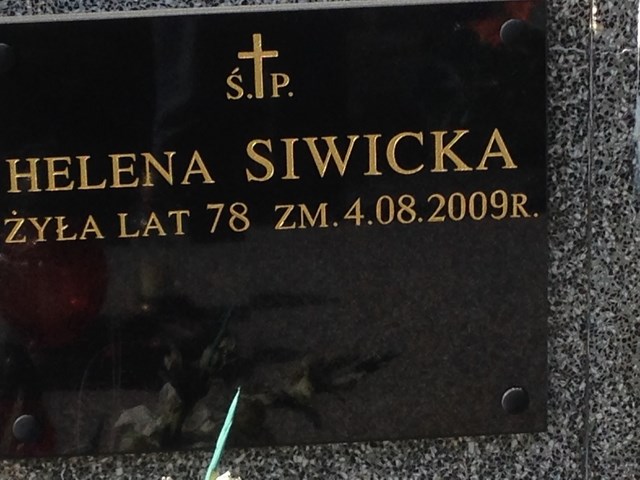 Ś.P.
HELENA SIWICKA
ŻYŁA LAT 78 ZM. 4.08.2009R.